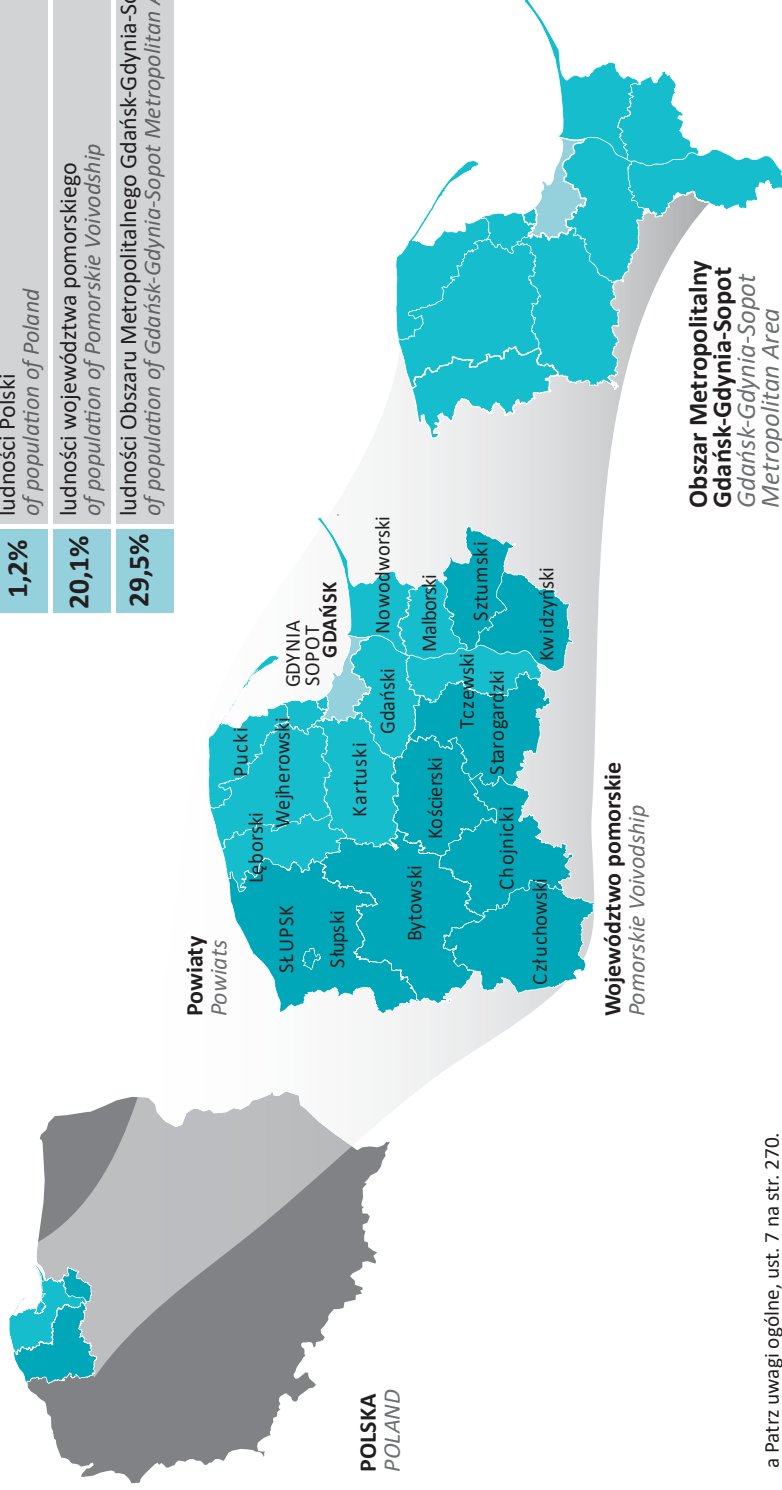 1,2%
ludności Polski
of population of Poland
20,1%
ludności województwa pomorskiego
of population of Pomorskie Voivodship
29,5%
ludności Obszaru Metropolitalnego Gdańsk-Gdynia-
of population of Gdańsk-Gdynia-Sopot Metropolitan
POLSKA
POLAND
Powiaty
Powiats
Pucki
Lęborski
Wejherowski
GDYNIA
SOPOT
GDAŃSK
SŁUPSK
Słupski
Kartuski
Gdański
Nowodworski
Malborski
Bytowski
Kościerski
Tczewski
Starogardzki
Sztumski
Chojnicki
Człuchowski
Kwidzyński
Województwo pomorskie
Pomorskie Voivodship
Obszar Metropolitalny
Gdańsk-Gdynia-Sopot
Gdańsk-Gdynia-Sopot
Metropolitan Area
a Patrz uwagi ogólne, ust. 7 na str. 270.